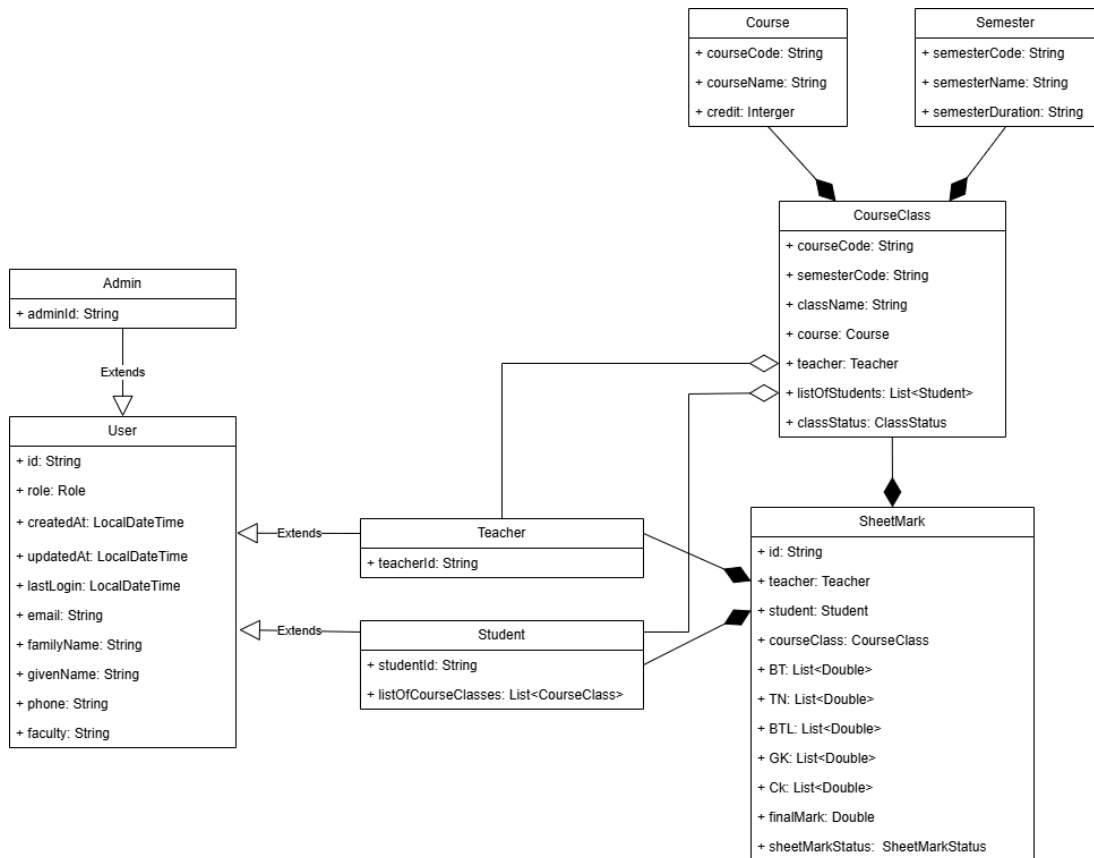 Course
+ courseCode: String
+ courseName: String
+ credit: Interger
Semester
+ semesterCode: String
+ semesterName: String
+ semesterDuration: String
CourseClass
+ courseCode: String
+ semesterCode: String
+ className: String
+ course: Course
+ teacher: Teacher
+ listOfStudents: List<Student>
+ classStatus: ClassStatus
Admin
+ adminId: String
Extends
User
+ id: String
+ role: Role
+ createdAt: LocalDateTime
+ updatedAt: LocalDateTime
+ lastLogin: LocalDateTime
+ email: String
+ familyName: String
+ givenName: String
+ phone: String
+ faculty: String
Extends
Teacher
+ teacherId: String
Extends
Student
+ studentId: String
+ listOfCourseClasses: List<CourseClass>
SheetMark
+ id: String
+ teacher: Teacher
+ student: Student
+ courseClass: CourseClass
+ BT: List<Double>
+ TN: List<Double>
+ BTL: List<Double>
+ GK: List<Double>
+ Ck: List<Double>
+ finalMark: Double
+ sheetMarkStatus: SheetMarkStatus